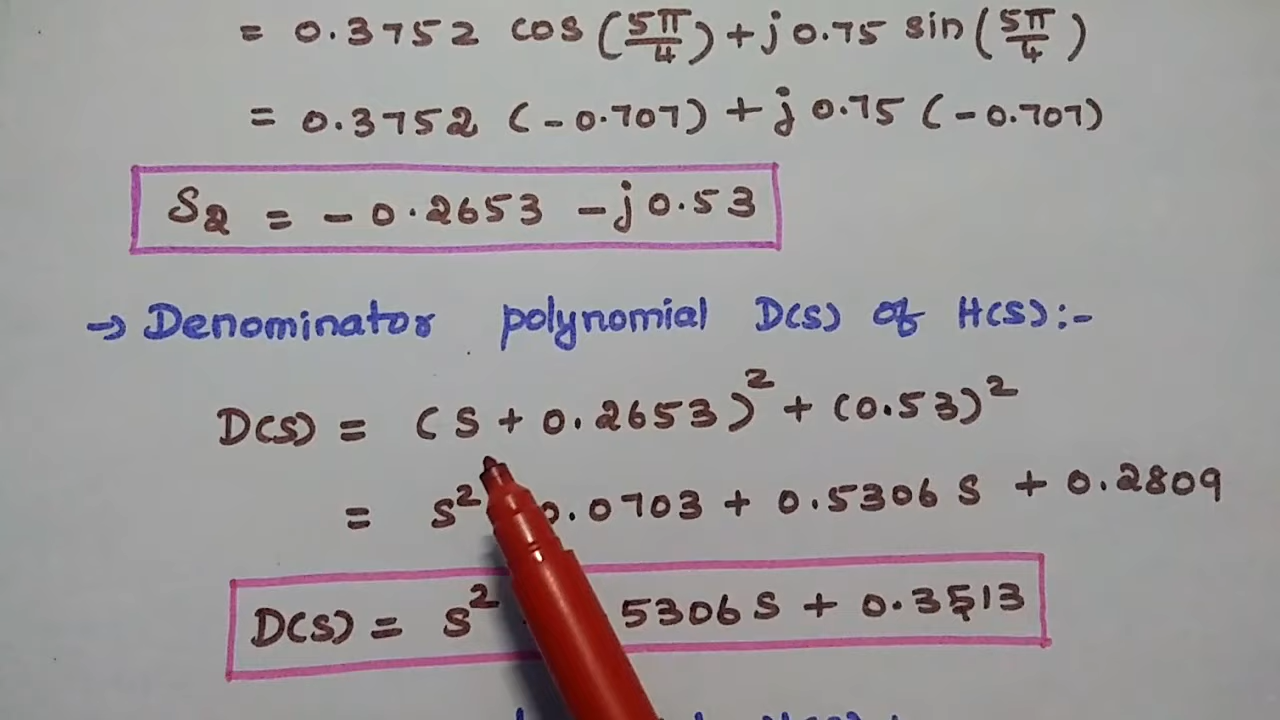 = 0.3752 cos (5π/4) + j 0.75 sin (5π/4)
= 0.3752 (-0.707) + j 0.75 (-0.707)
S₂ = -0.2653 - j 0.53
→ Denominator polynomial D(s) of H(s):-
D(s) = (S + 0.2653)² + (0.53)²
= S² 0.0703 + 0.5306 S + 0.2809
D(s) = S² 5306 S + 0.3513